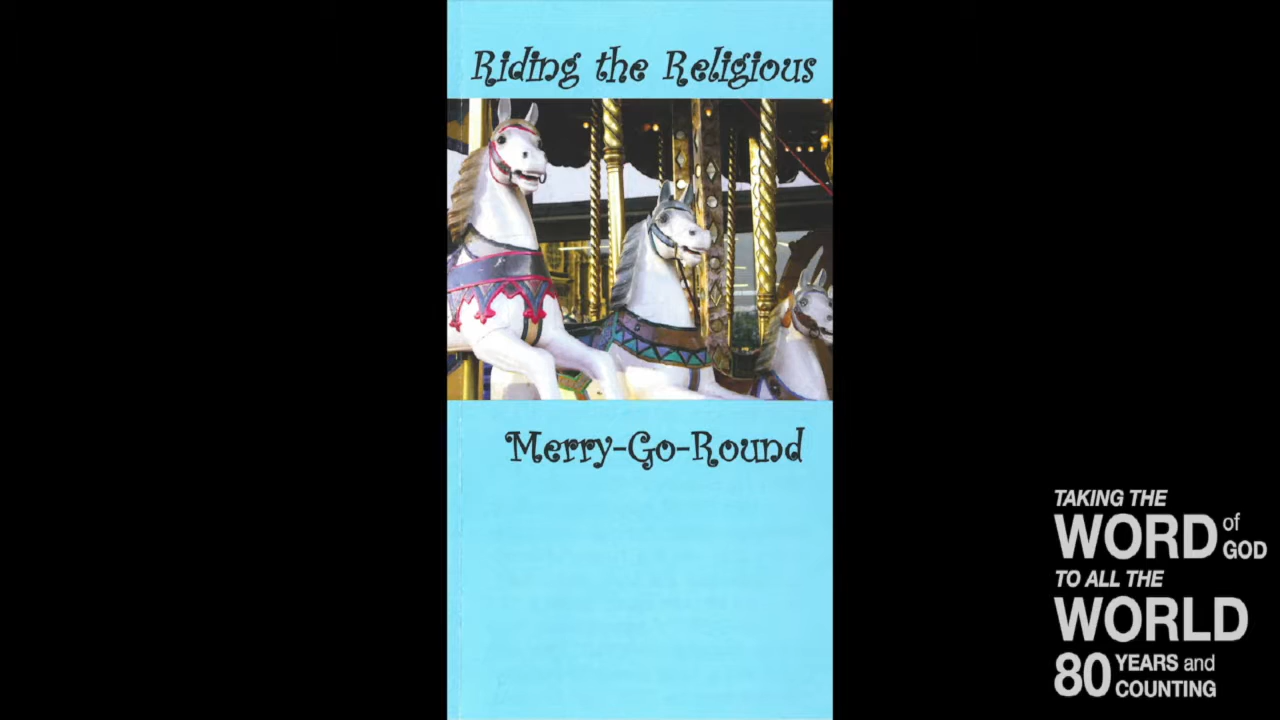 Riding the Religious
Merry-Go-Round
TAKING THE
WORD of GOD
TO ALL THE
WORLD
80 YEARS and COUNTING